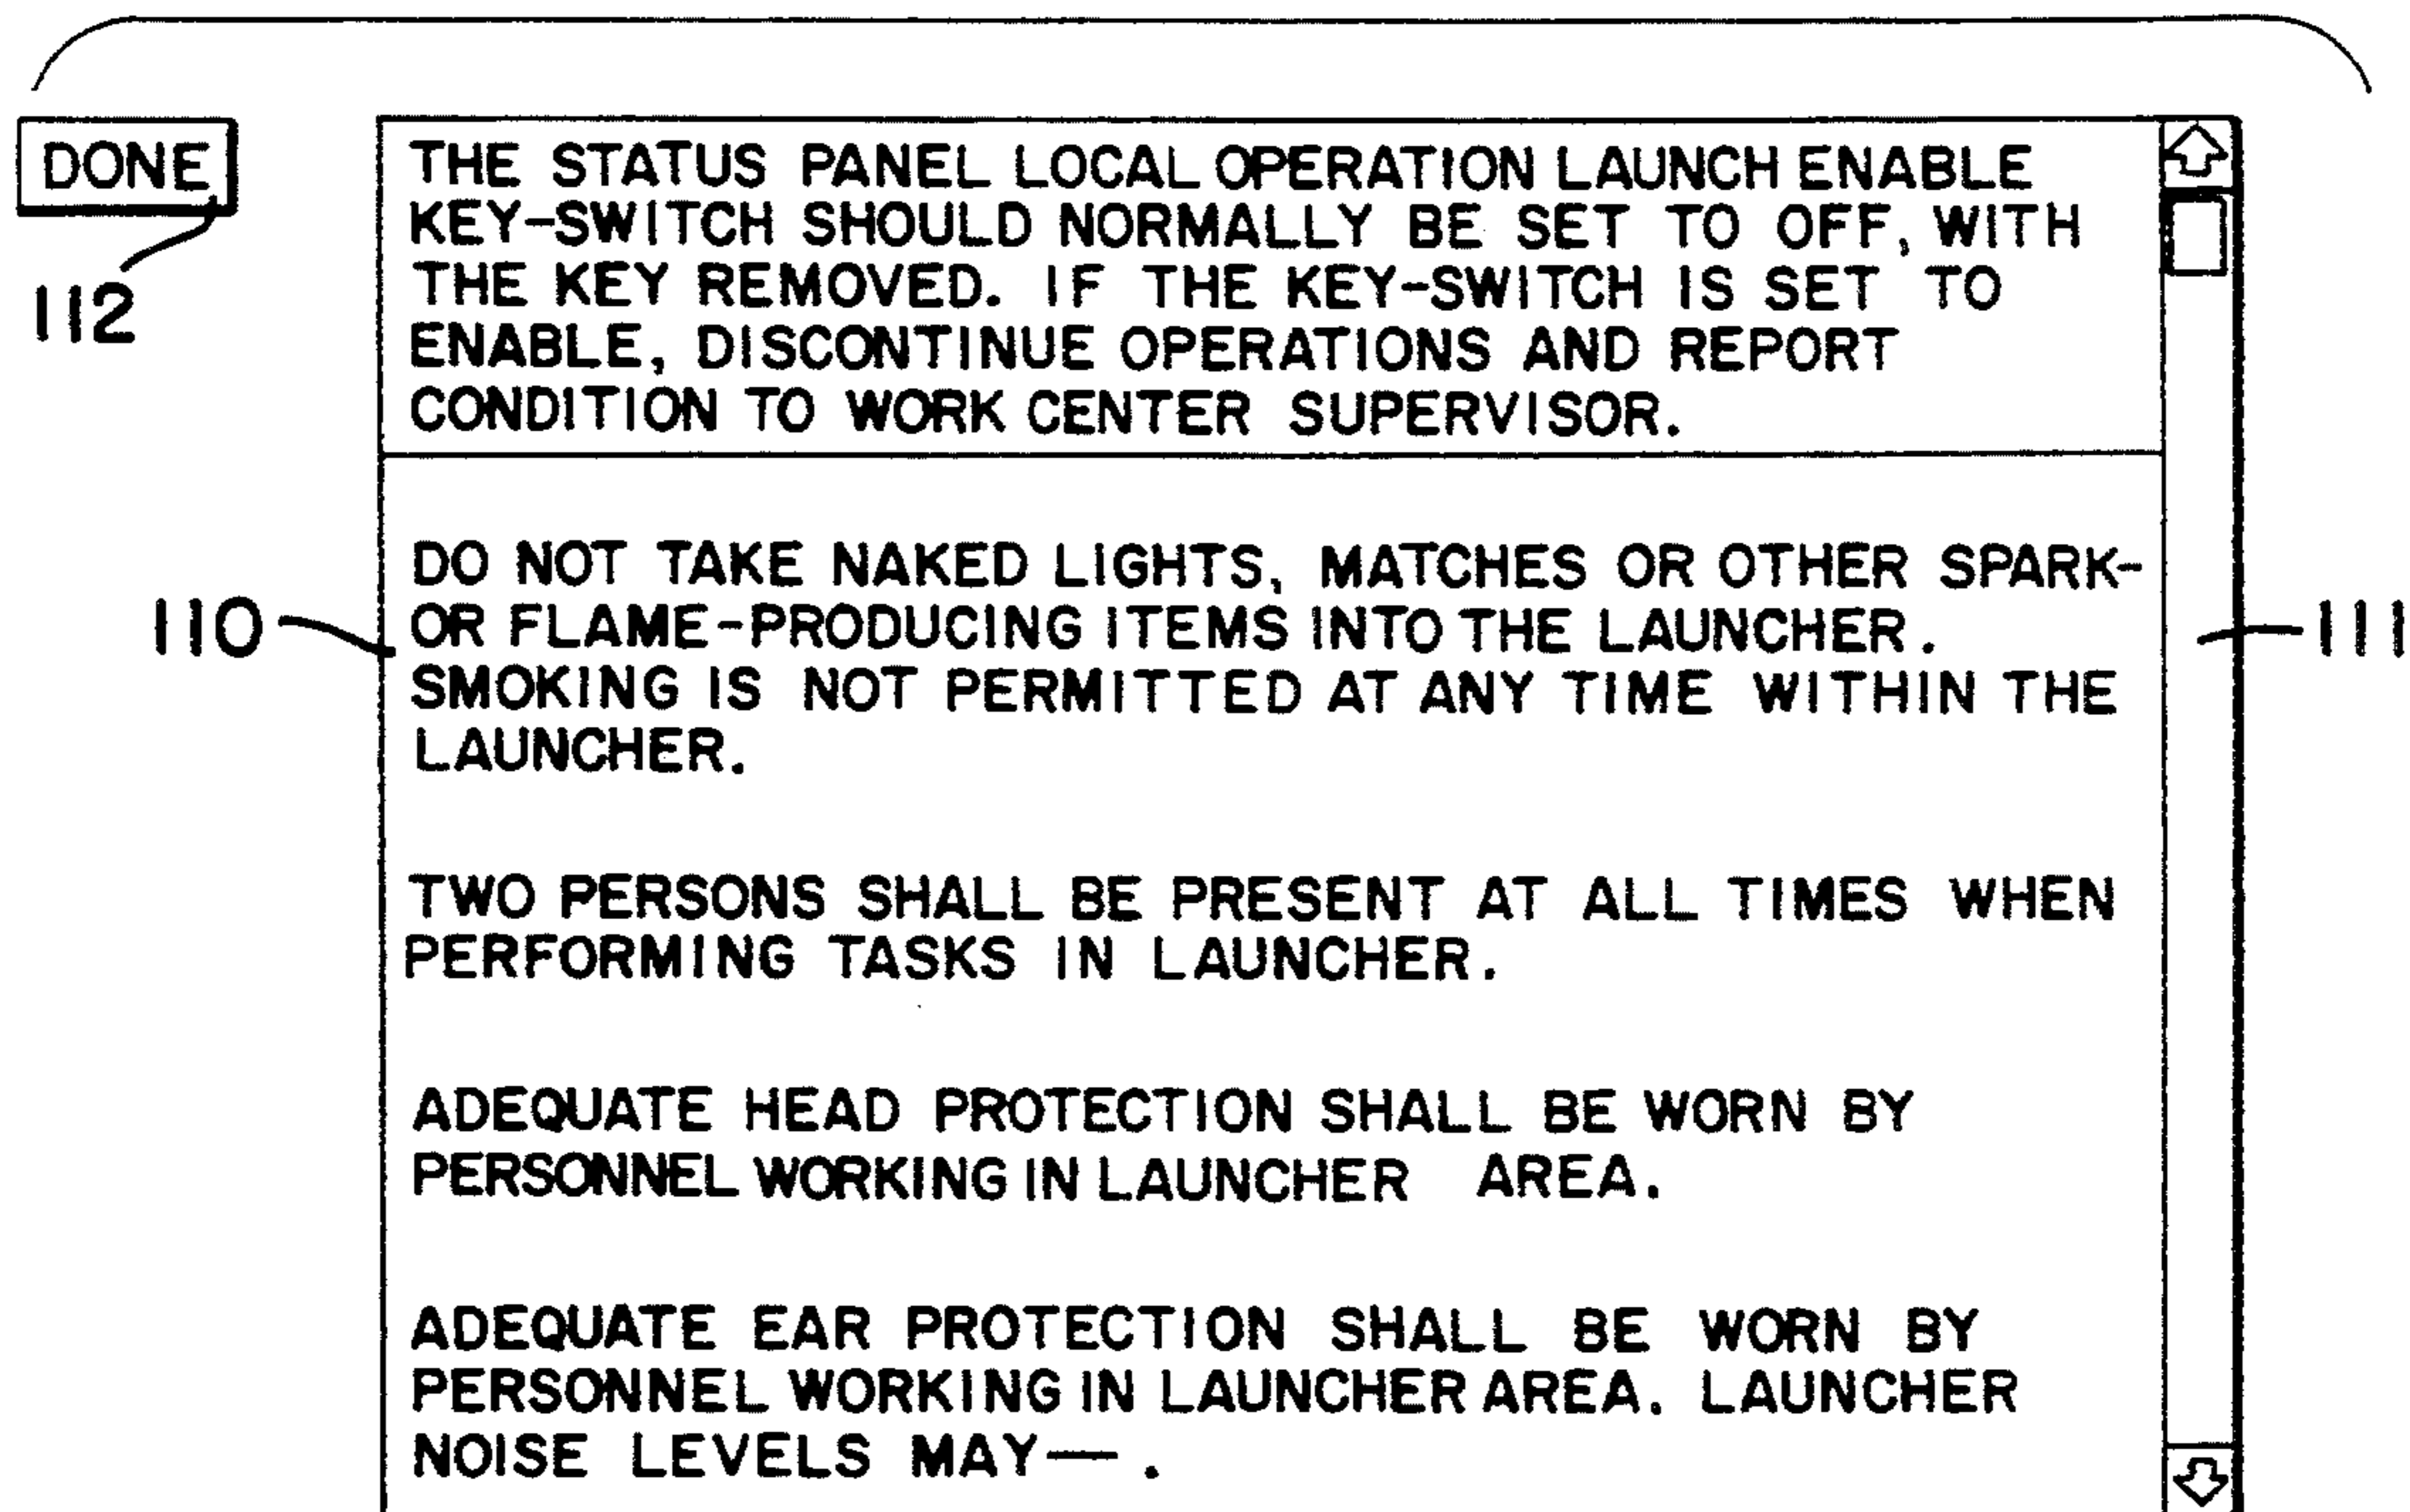 DONE
112
THE STATUS PANEL LOCAL OPERATION LAUNCH ENABLE
KEY-SWITCH SHOULD NORMALLY BE SET TO OFF, WITH
THE KEY REMOVED. IF THE KEY-SWITCH IS SET TO
ENABLE, DISCONTINUE OPERATIONS AND REPORT
CONDITION TO WORK CENTER SUPERVISOR.
DO NOT TAKE NAKED LIGHTS, MATCHES OR OTHER SPARK-
OR FLAME-PRODUCING ITEMS INTO THE LAUNCHER.
SMOKING IS NOT PERMITTED AT ANY TIME WITHIN THE
LAUNCHER.
110
111
TWO PERSONS SHALL BE PRESENT AT ALL TIMES WHEN
PERFORMING TASKS IN LAUNCHER.
ADEQUATE HEAD PROTECTION SHALL BE WORN BY
PERSONNEL WORKING IN LAUNCHER AREA.
ADEQUATE EAR PROTECTION SHALL BE WORN BY
PERSONNEL WORKING IN LAUNCHER AREA. LAUNCHER
NOISE LEVELS MAY— .